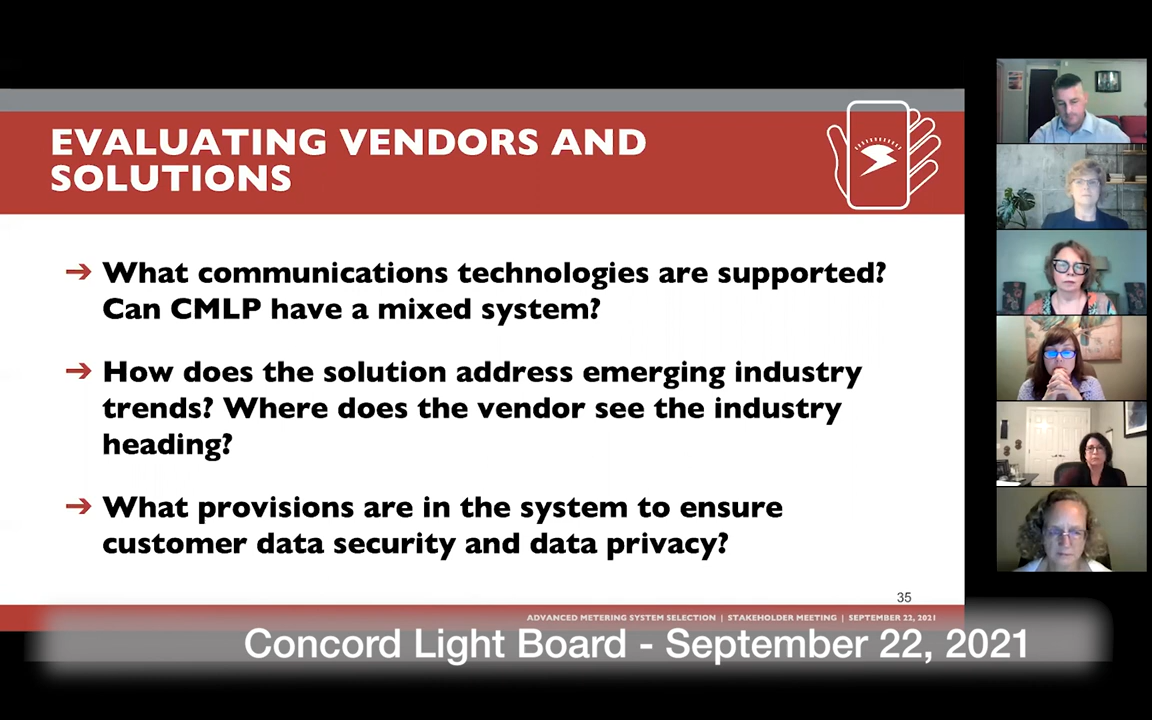 EVALUATING VENDORS AND
SOLUTIONS
➔ What communications technologies are supported?
Can CMLP have a mixed system?
➔ How does the solution address emerging industry
trends? Where does the vendor see the industry
heading?
➔ What provisions are in the system to ensure
customer data security and data privacy?
35
ADVANCED METERING SYSTEM SELECTION | STAKEHOLDER MEETING | SEPTEMBER 22, 2021
Concord Light Board - September 22, 2021